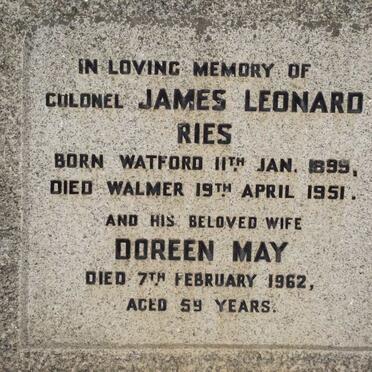 IN LOVING MEMORY OF
COLONEL JAMES LEONARD
RIES
BORN WATFORD 11TH JAN. 1899,
DIED WALMER 19TH APRIL 1951.
AND HIS BELOVED WIFE
DOREEN MAY
DIED 7TH FEBRUARY 1962,
AGED 59 YEARS.